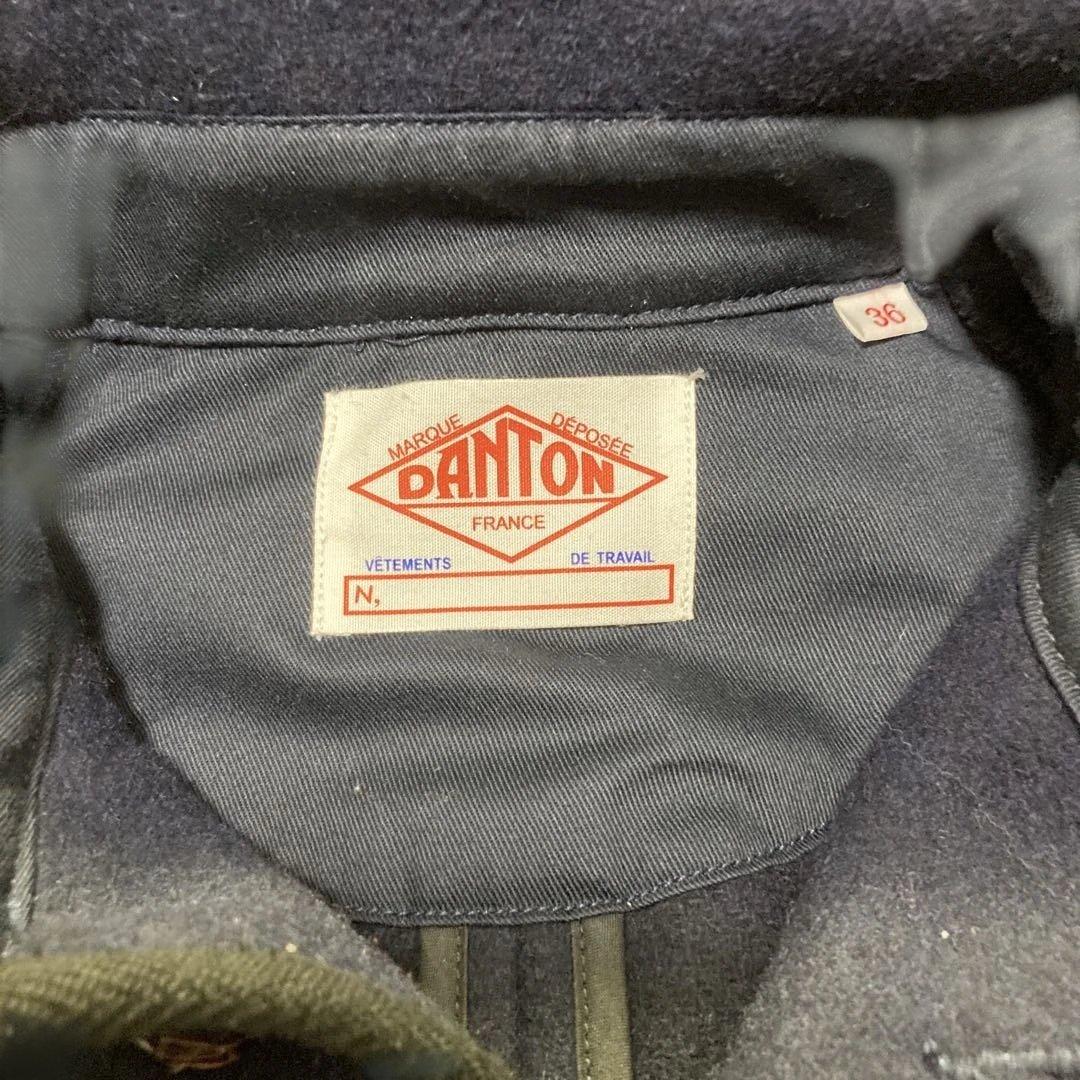 36
MARQUE DÉPOSÉE
DANTON
FRANCE
VÊTEMENTS DE TRAVAIL
N,